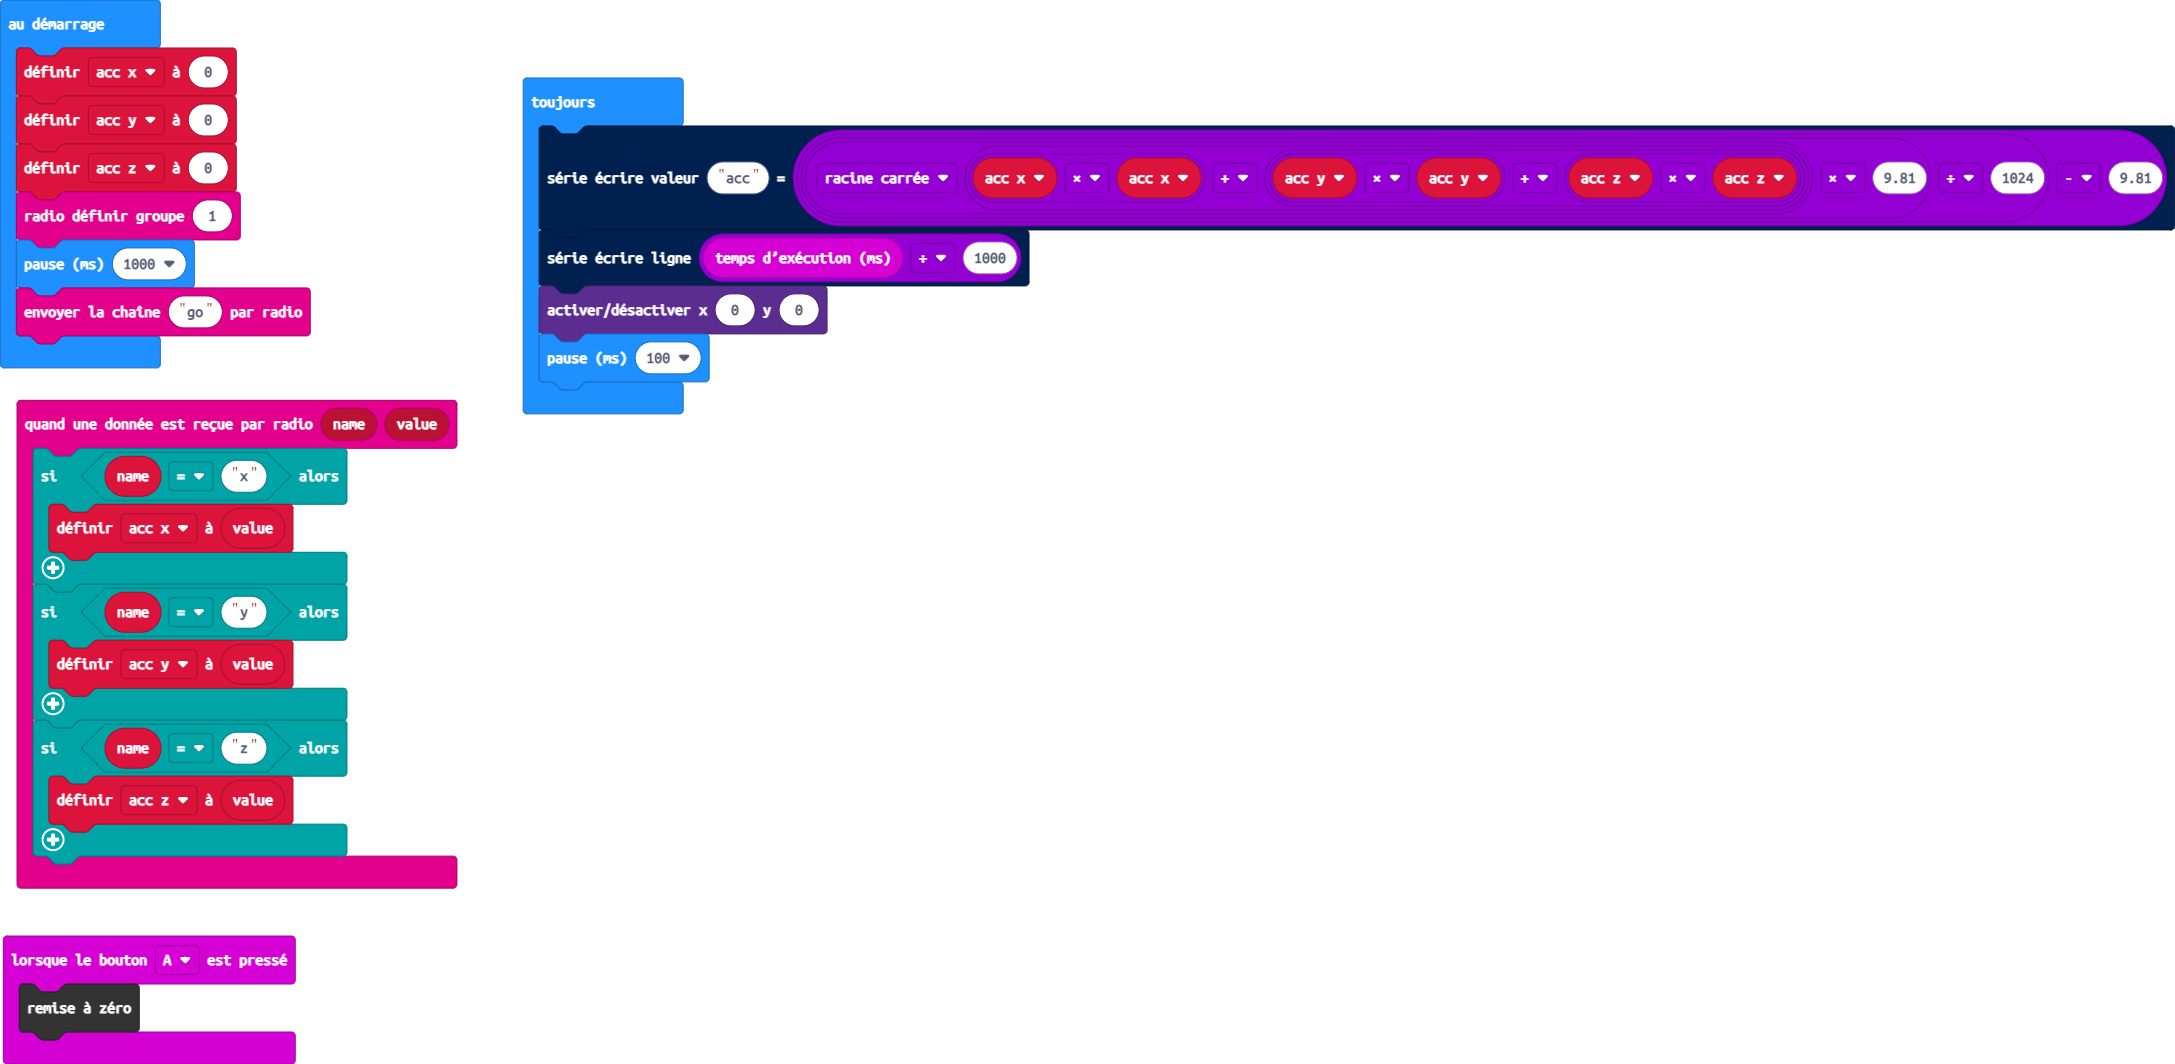 au démarrage
définir acc x à 0
définir acc y à 0
définir acc z à 0
radio définir groupe 1
pause (ms) 1000
envoyer la chaîne "go" par radio
quand une donnée est reçue par radio name value
si name = "x" alors
définir acc x à value
si name = "y" alors
définir acc y à value
si name = "z" alors
définir acc z à value
lorsque le bouton A est pressé
remise à zéro
toujours
série écrire valeur "acc" = racine carrée acc x × acc x + acc y × acc y + acc z × acc z × 9.81 ÷ 1024 - 9.81
série écrire ligne temps d’exécution (ms) ÷ 1000
activer/désactiver x 0 y 0
pause (ms) 100